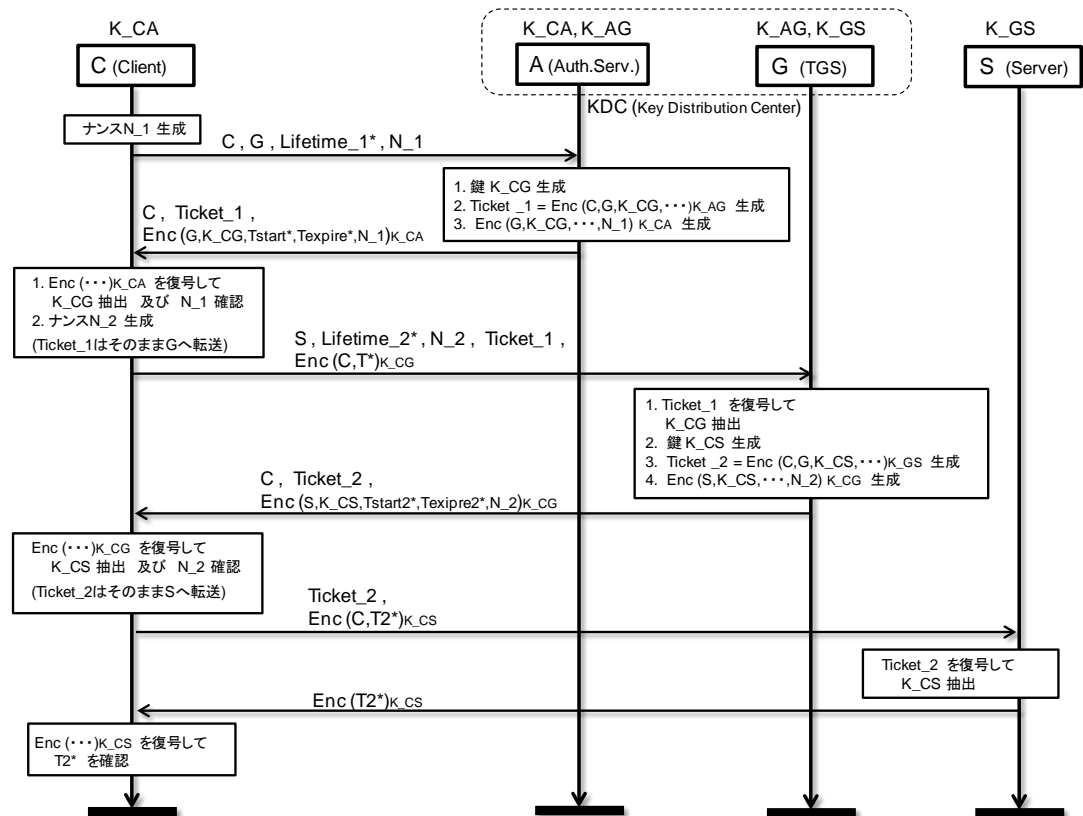 K_CA
K_CA, K_AG
K_AG, K_GS
K_GS
C (Client)
A (Auth.Serv.)
G (TGS)
S (Server)
KDC (Key Distribution Center)
ナンスN_1 生成
C , G , Lifetime_1* , N_1
1. 鍵 K_CG 生成
2. Ticket _1 = Enc (C,G,K_CG,・・・)K_AG 生成
3. Enc (G,K_CG,・・・,N_1) K_CA 生成
C , Ticket_1 ,
Enc (G,K_CG,Tstart*,Texpire*,N_1)K_CA
1. Enc (・・・)K_CA を復号して
K_CG 抽出 及び N_1 確認
2. ナンスN_2 生成
(Ticket_1はそのままGへ転送)
S , Lifetime_2* , N_2 , Ticket_1 ,
Enc (C,T*)K_CG
1. Ticket_1 を復号して
K_CG 抽出
2. 鍵 K_CS 生成
3. Ticket _2 = Enc (C,G,K_CS,・・・)K_GS 生成
4. Enc (S,K_CS,・・・,N_2) K_CG 生成
C , Ticket_2 ,
Enc (S,K_CS,Tstart2*,Texipre2*,N_2)K_CG
Enc (・・・)K_CG を復号して
K_CS 抽出 及び N_2 確認
(Ticket_2はそのままSへ転送)
Ticket_2 ,
Enc (C,T2*)K_CS
Ticket_2 を復号して
K_CS 抽出
Enc (T2*)K_CS
Enc (・・・)K_CS を復号して
T2* を確認